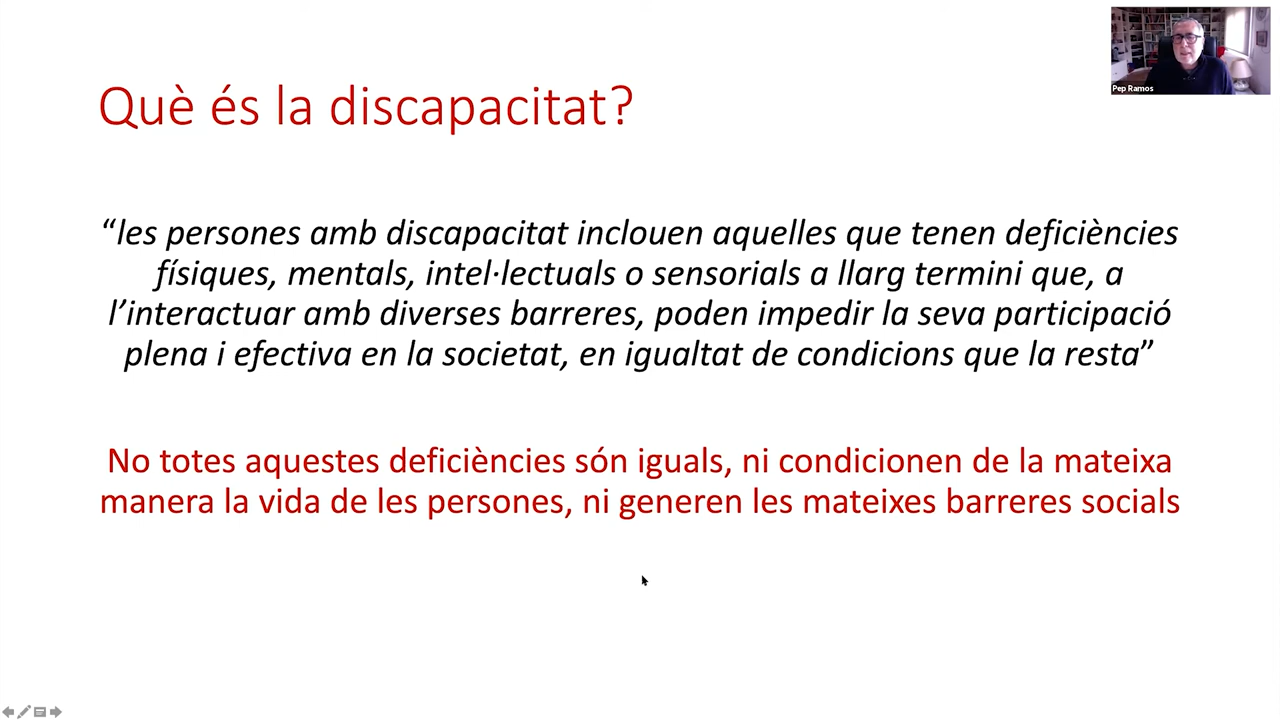 Què és la discapacitat?
“les persones amb discapacitat inclouen aquelles que tenen deficiències
físiques, mentals, intel·lectuals o sensorials a llarg termini que, a
l’interactuar amb diverses barreres, poden impedir la seva participació
plena i efectiva en la societat, en igualtat de condicions que la resta”
No totes aquestes deficiències són iguals, ni condicionen de la mateixa
manera la vida de les persones, ni generen les mateixes barreres socials
Pep Ramos